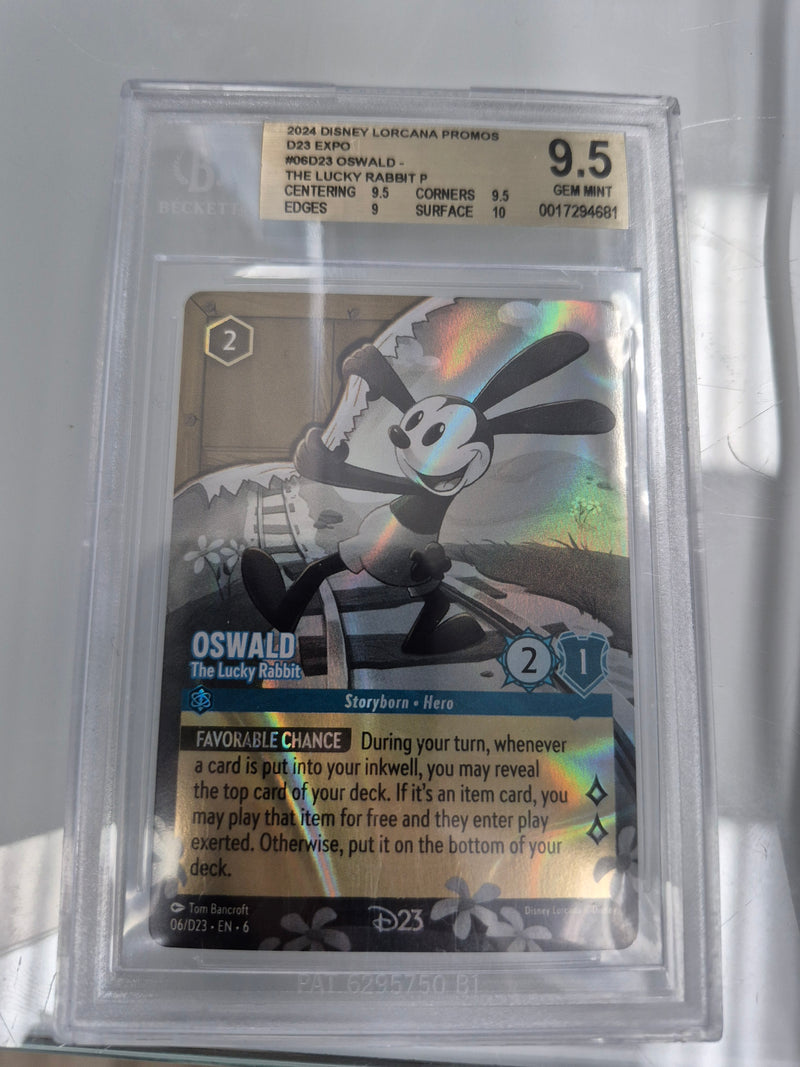 2024 DISNEY LORCANA PROMOS
D23 EXPO
#06D23 OSWALD -
THE LUCKY RABBIT P
CENTERING 9.5 CORNERS 9.5
EDGES 9 SURFACE 10
9.5
GEM MINT
0017294681
BECKETT
2
OSWALD
The Lucky Rabbit
2 1
Storyborn • Hero
FAVORABLE CHANCE During your turn, whenever
a card is put into your inkwell, you may reveal
the top card of your deck. If it's an item card, you
may play that item for free and they enter play
exerted. Otherwise, put it on the bottom of your
deck.
Tom Bancroft
06/D23 • EN • 6
D23
Disney Lorcana © Disney
PAT 6295750 B1